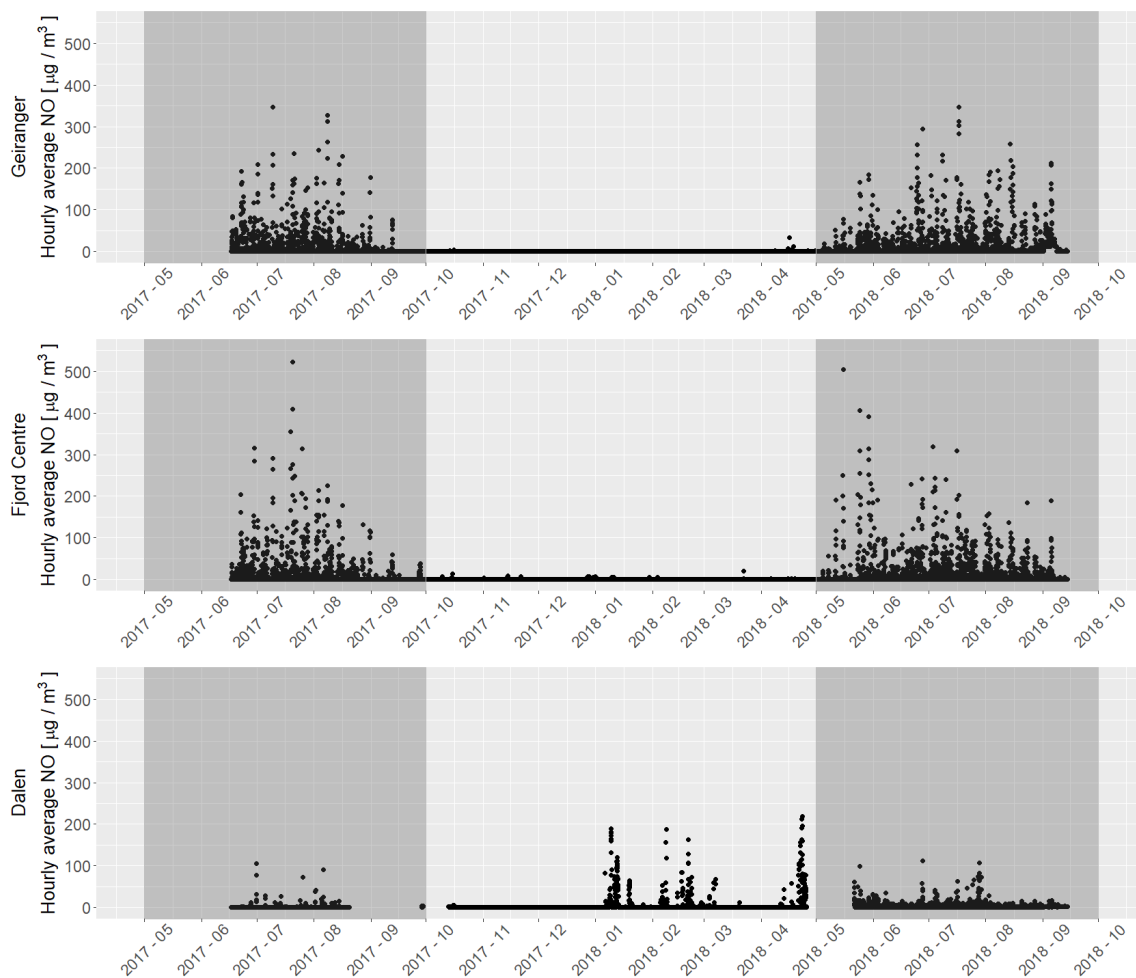 Geiranger
Hourly average NO [ μg / m³ ]
500
400
300
200
100
0
2017 - 05
2017 - 06
2017 - 07
2017 - 08
2017 - 09
2017 - 10
2017 - 11
2017 - 12
2018 - 01
2018 - 02
2018 - 03
2018 - 04
2018 - 05
2018 - 06
2018 - 07
2018 - 08
2018 - 09
2018 - 10
Fjord Centre
Hourly average NO [ μg / m³ ]
500
400
300
200
100
0
2017 - 05
2017 - 06
2017 - 07
2017 - 08
2017 - 09
2017 - 10
2017 - 11
2017 - 12
2018 - 01
2018 - 02
2018 - 03
2018 - 04
2018 - 05
2018 - 06
2018 - 07
2018 - 08
2018 - 09
2018 - 10
Dalen
Hourly average NO [ μg / m³ ]
500
400
300
200
100
0
2017 - 05
2017 - 06
2017 - 07
2017 - 08
2017 - 09
2017 - 10
2017 - 11
2017 - 12
2018 - 01
2018 - 02
2018 - 03
2018 - 04
2018 - 05
2018 - 06
2018 - 07
2018 - 08
2018 - 09
2018 - 10